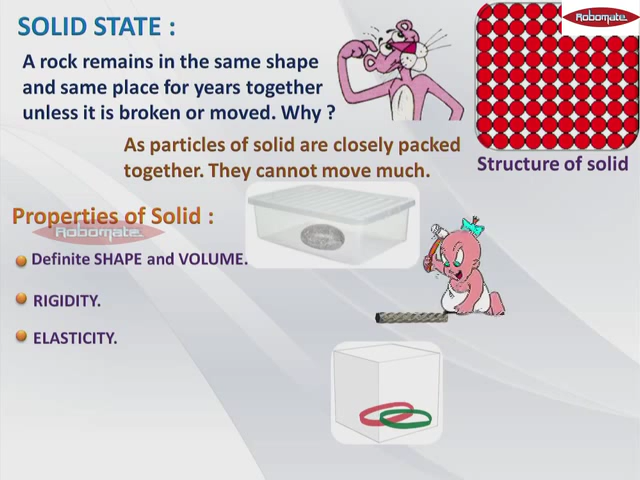 SOLID STATE :
Robomate
A rock remains in the same shape
and same place for years together
unless it is broken or moved. Why ?
As particles of solid are closely packed
together. They cannot move much.
Structure of solid
Properties of Solid :
Robomate
Definite SHAPE and VOLUME.
RIGIDITY.
ELASTICITY.